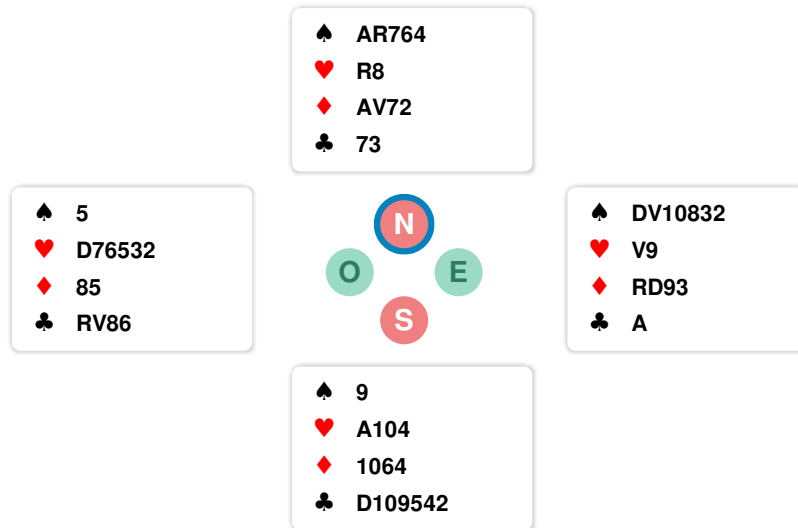 ♠ AR764
♥ R8
♦ AV72
♣ 73
♠ 5
♥ D76532
♦ 85
♣ RV86
N
O E
S
♠ DV10832
♥ V9
♦ RD93
♣ A
♠ 9
♥ A104
♦ 1064
♣ D109542